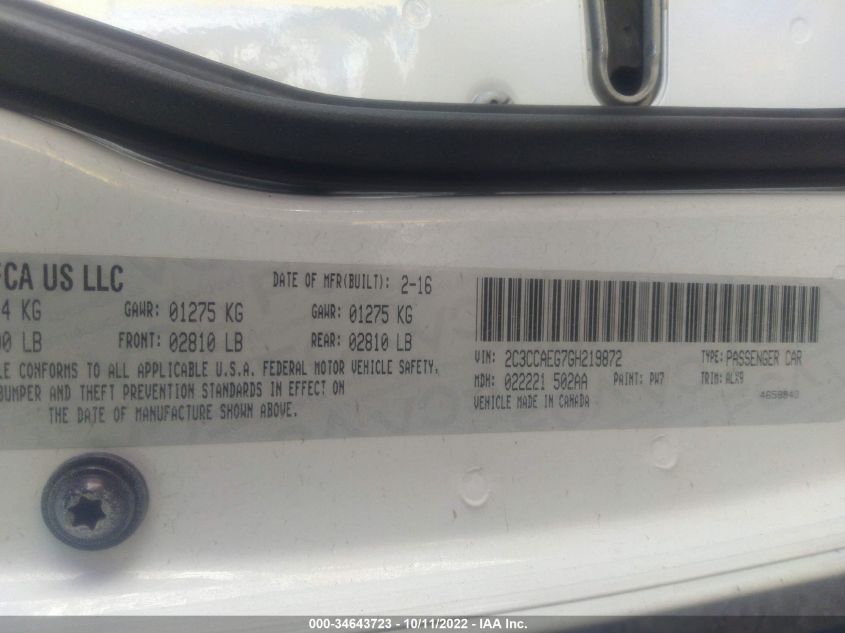 FCA US LLC
DATE OF MFR(BUILT): 2-16
4 KG GAWR: 01275 KG GAWR: 01275 KG
00 LB FRONT: 02810 LB REAR: 02810 LB
LE CONFORMS TO ALL APPLICABLE U.S.A. FEDERAL MOTOR VEHICLE SAFETY,
BUMPER AND THEFT PREVENTION STANDARDS IN EFFECT ON
THE DATE OF MANUFACTURE SHOWN ABOVE.
VIN: 2C3CCAEG7GH219872 TYPE: PASSENGER CAR
MDH: 022221 502AA PAINT: PW7 TRIM: ALX9
VEHICLE MADE IN CANADA
000-34643723 - 10/11/2022 - IAA Inc.